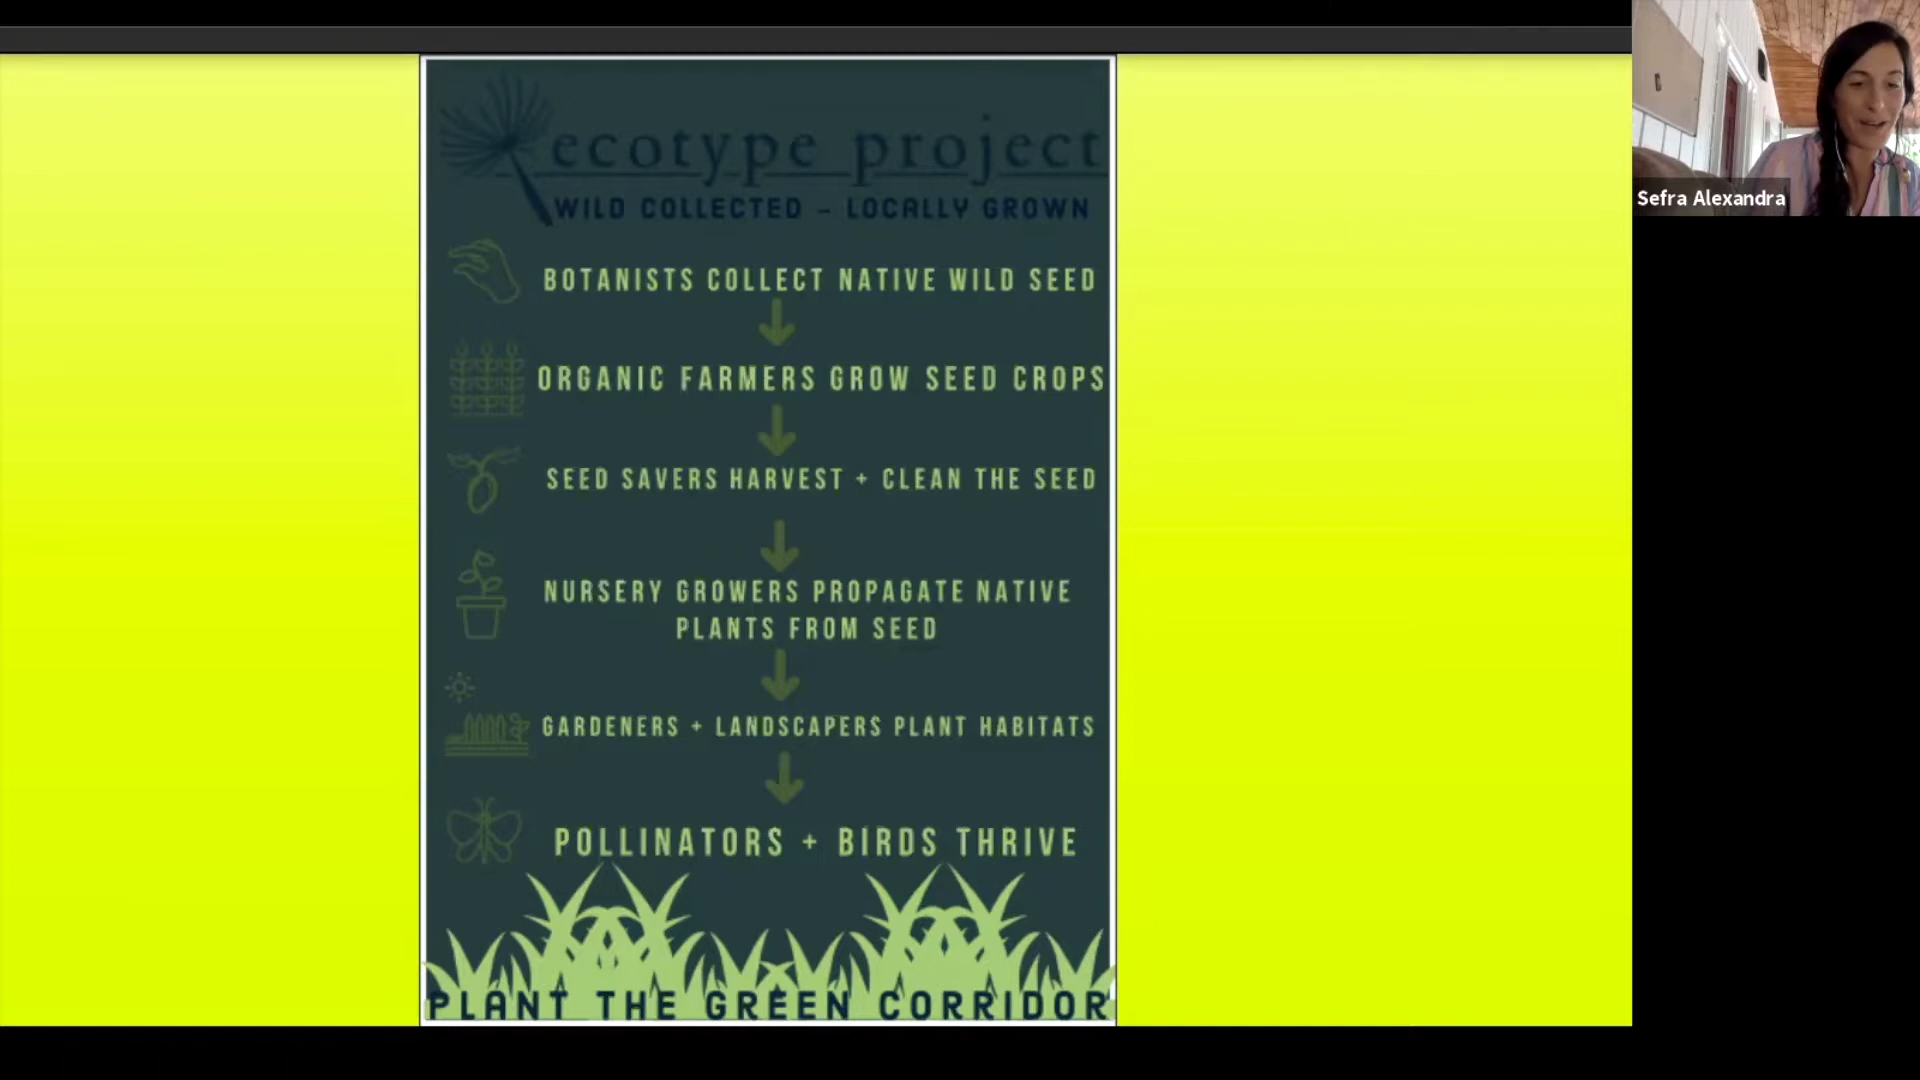 ecotype project
WILD COLLECTED - LOCALLY GROWN
BOTANISTS COLLECT NATIVE WILD SEED
ORGANIC FARMERS GROW SEED CROPS
SEED SAVERS HARVEST + CLEAN THE SEED
NURSERY GROWERS PROPAGATE NATIVE
PLANTS FROM SEED
GARDENERS + LANDSCAPERS PLANT HABITATS
POLLINATORS + BIRDS THRIVE
PLANT THE GREEN CORRIDOR
Sefra Alexandra